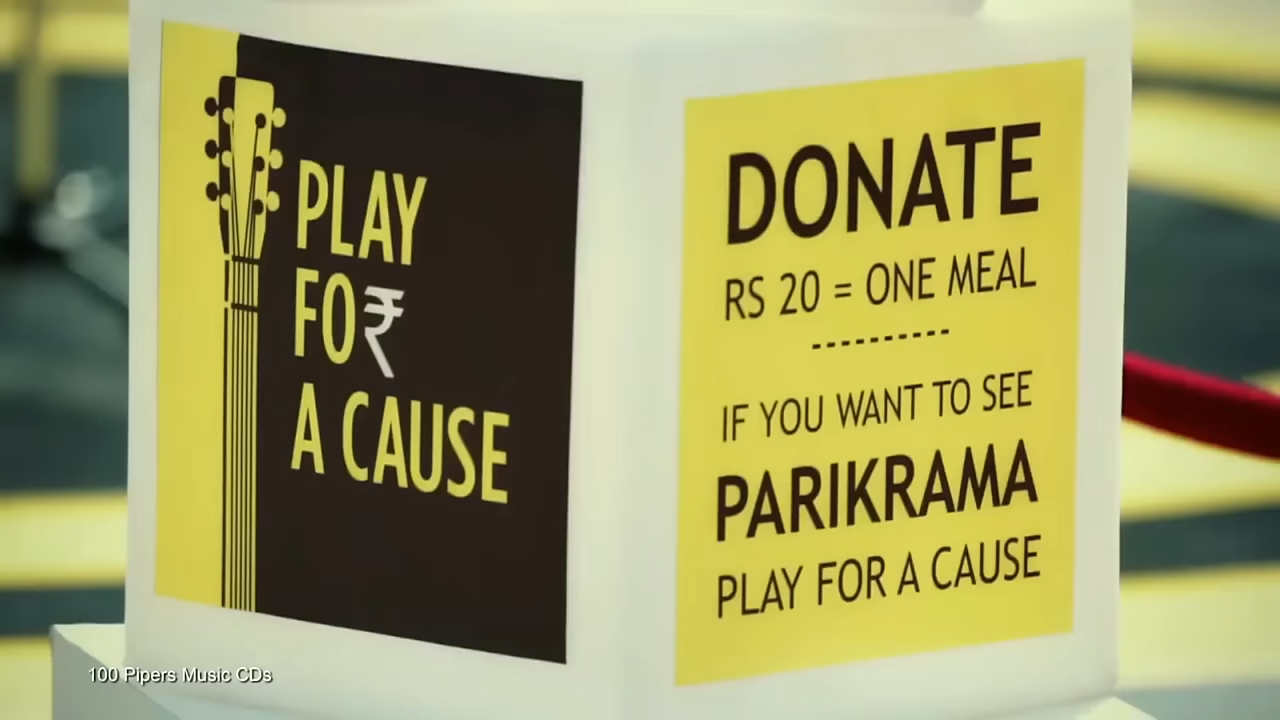 PLAY
FO₹
A CAUSE
DONATE
RS 20 = ONE MEAL
----------
IF YOU WANT TO SEE
PARIKRAMA
PLAY FOR A CAUSE
100 Pipers Music CDs